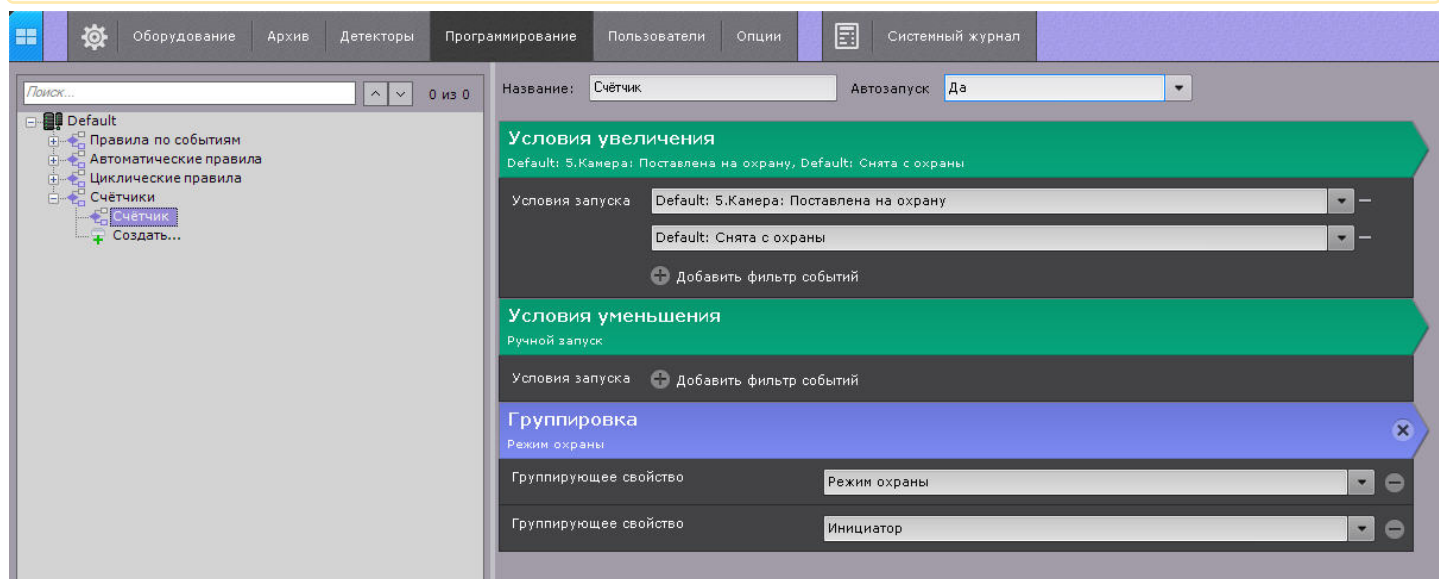 Оборудование Архив Детекторы Программирование Пользователи Опции Системный журнал
Поиск... 0 из 0
Default
Правила по событиям
Автоматические правила
Циклические правила
Счётчики
Счётчик
Создать...
Название: Счётчик Автозапуск Да
Условия увеличения
Default: 5.Камера: Поставлена на охрану, Default: Снята с охраны
Условия запуска Default: 5.Камера: Поставлена на охрану
Default: Снята с охраны
Добавить фильтр событий
Условия уменьшения
Ручной запуск
Условия запуска Добавить фильтр событий
Группировка
Режим охраны
Группирующее свойство Режим охраны
Группирующее свойство Инициатор